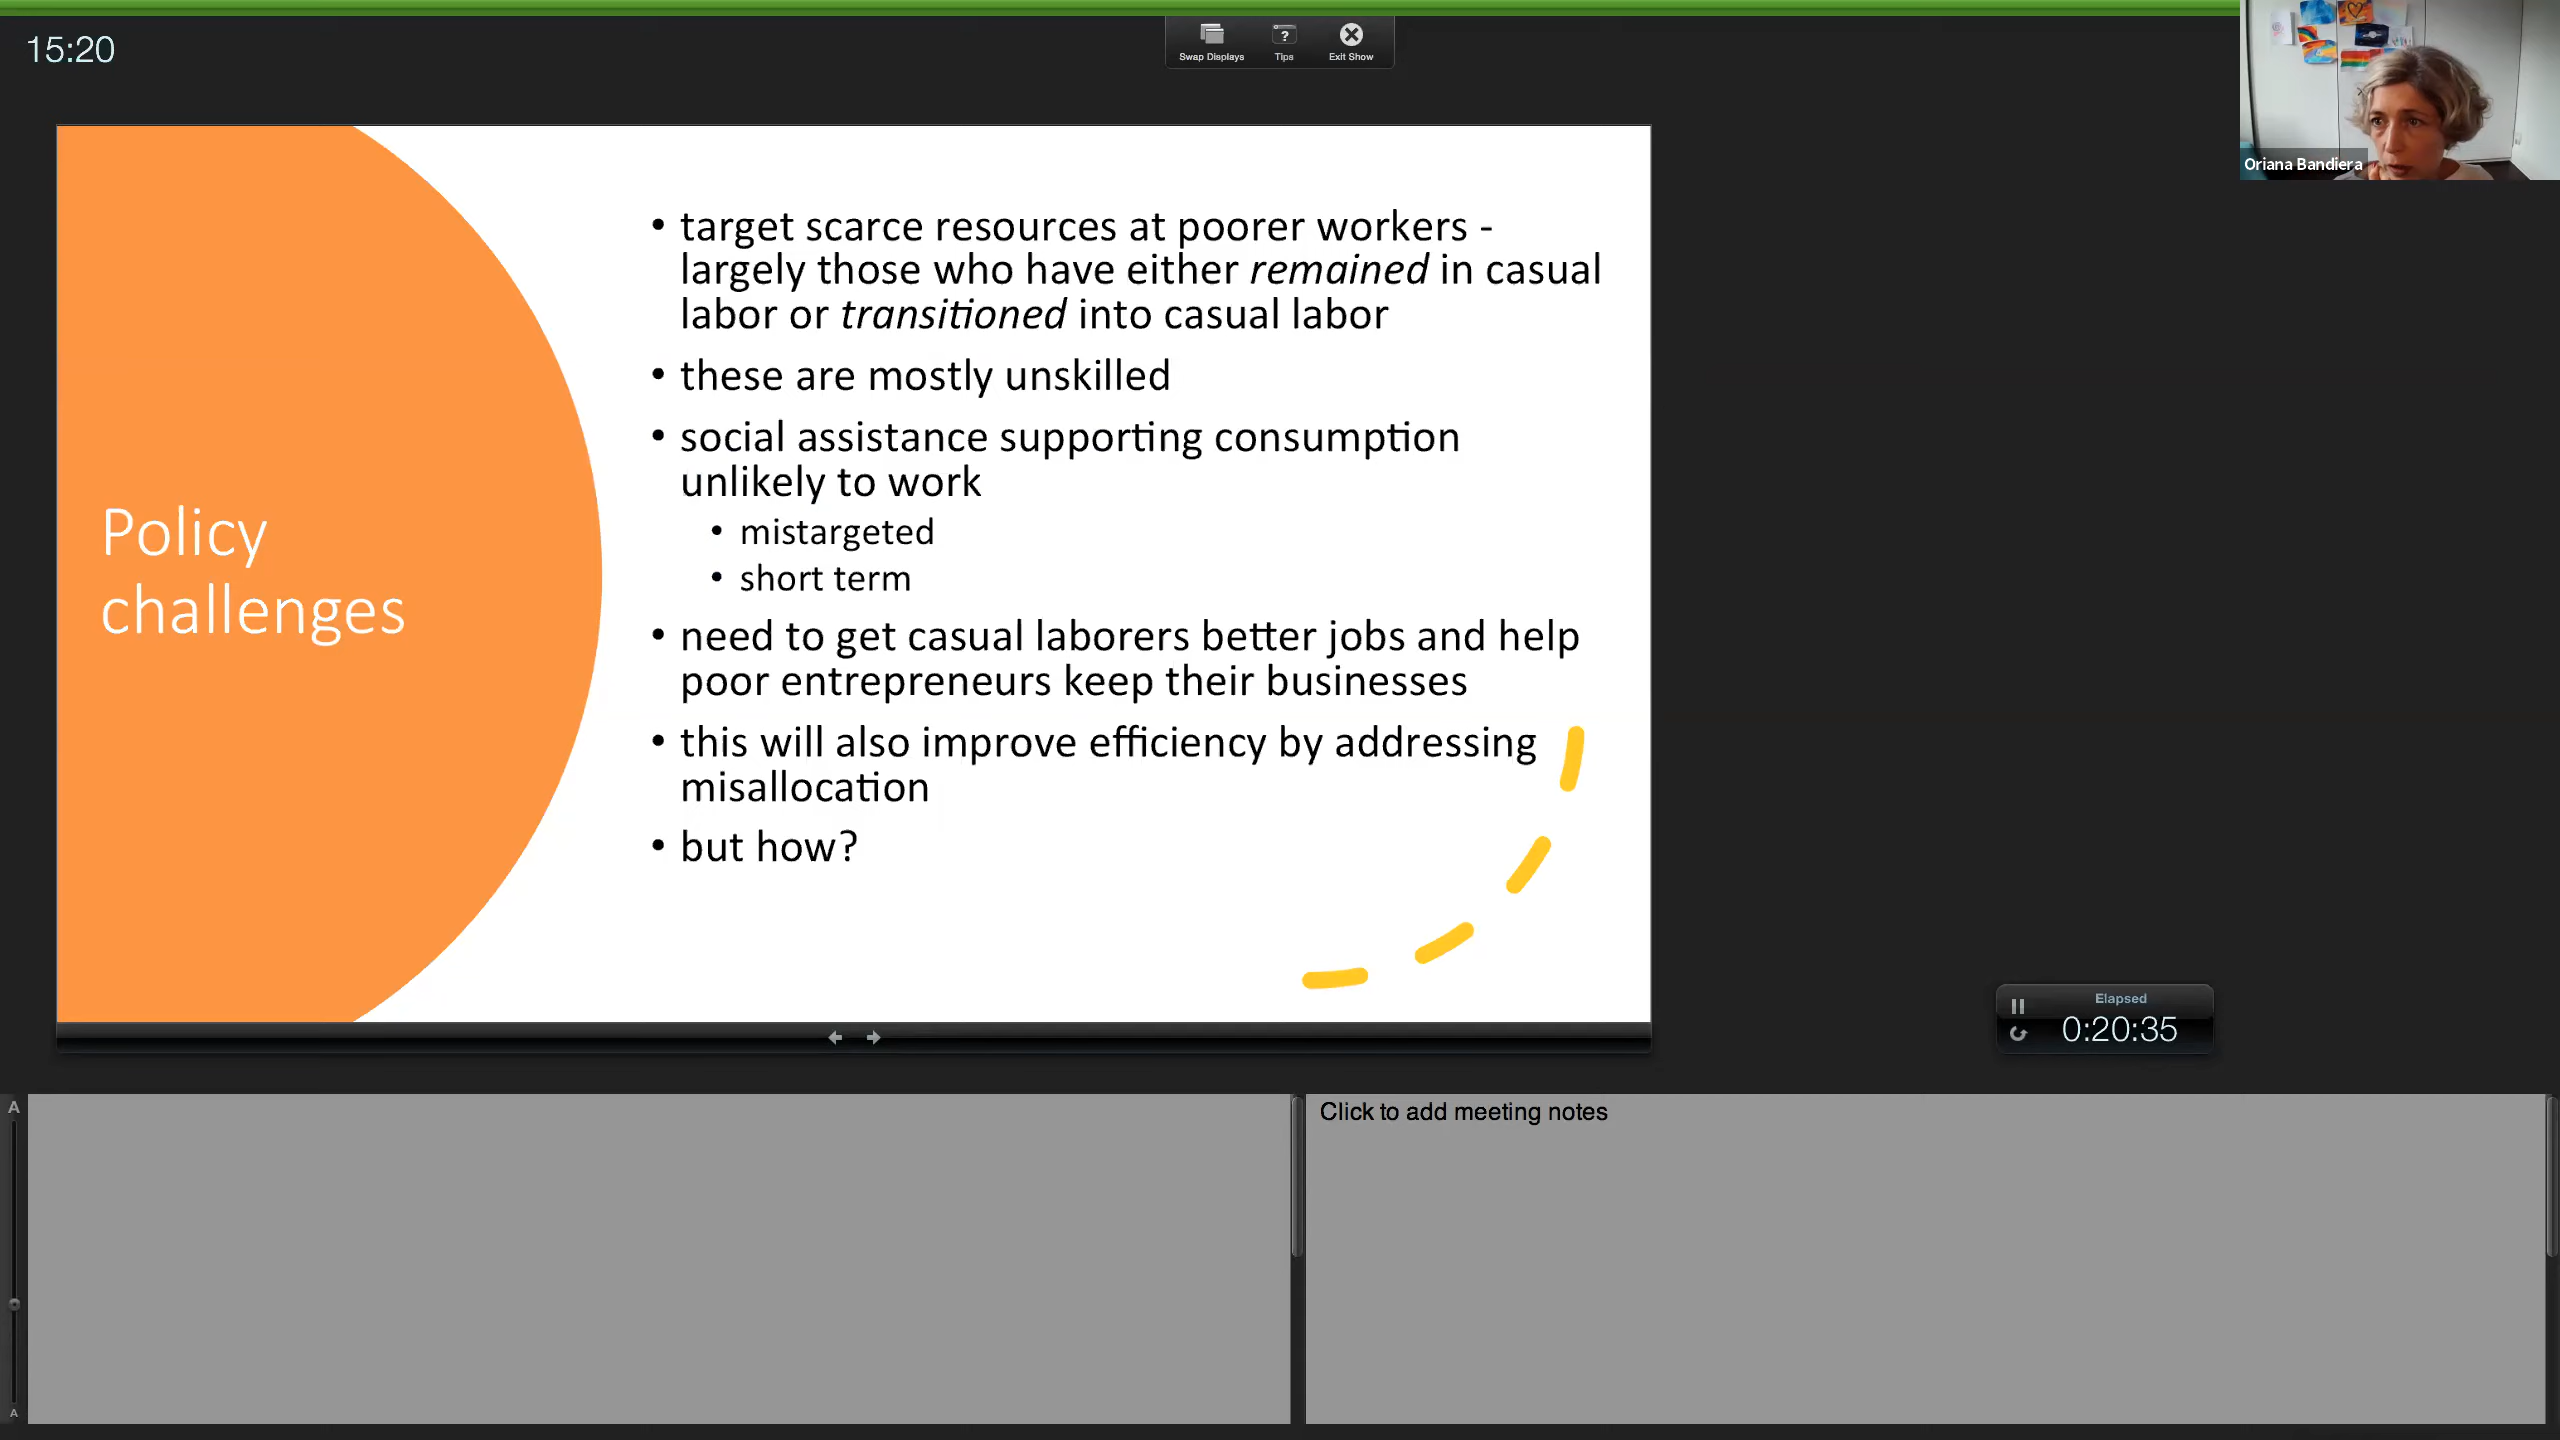 15:20
Swap Displays
Tips
Exit Show
Oriana Bandiera
Policy
challenges
• target scarce resources at poorer workers -
largely those who have either remained in casual
labor or transitioned into casual labor
• these are mostly unskilled
• social assistance supporting consumption
unlikely to work
• mistargeted
• short term
• need to get casual laborers better jobs and help
poor entrepreneurs keep their businesses
• this will also improve efficiency by addressing
misallocation
• but how?
Elapsed
0:20:35
A
Click to add meeting notes
A